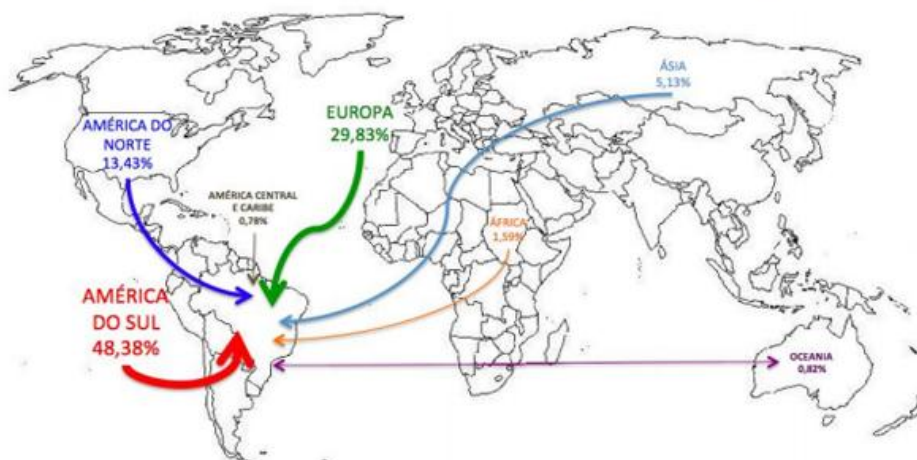 ÁSIA
5,13%
AMÉRICA DO
NORTE
13,43%
EUROPA
29,83%
AMÉRICA CENTRAL
E CARIBE
0,78%
ÁFRICA
1,59%
AMÉRICA
DO SUL
48,38%
OCEANIA
0,82%